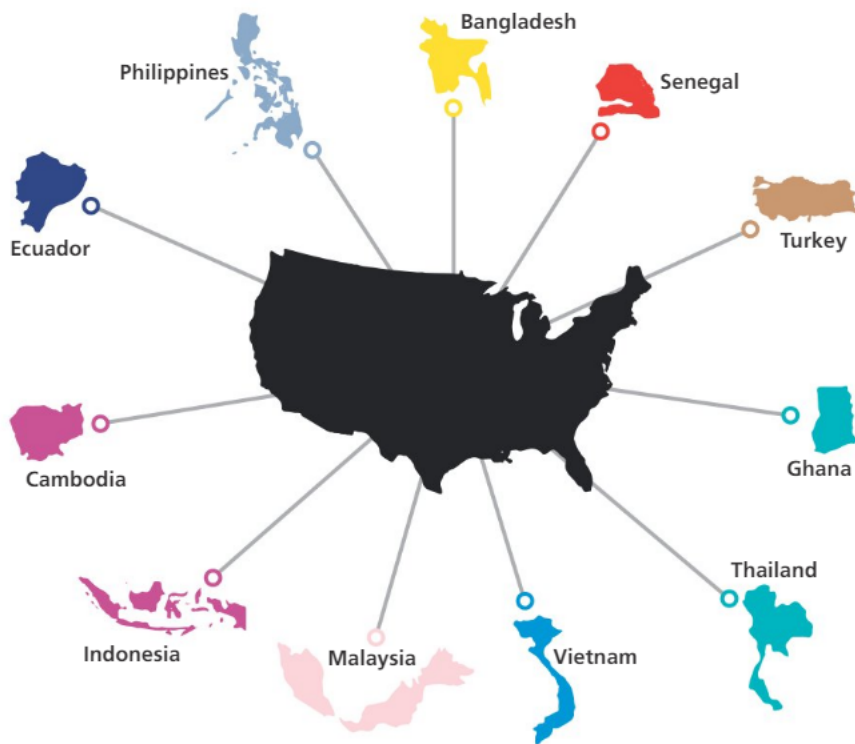 Bangladesh
Philippines
Senegal
Ecuador
Turkey
Cambodia
Ghana
Thailand
Indonesia
Malaysia
Vietnam